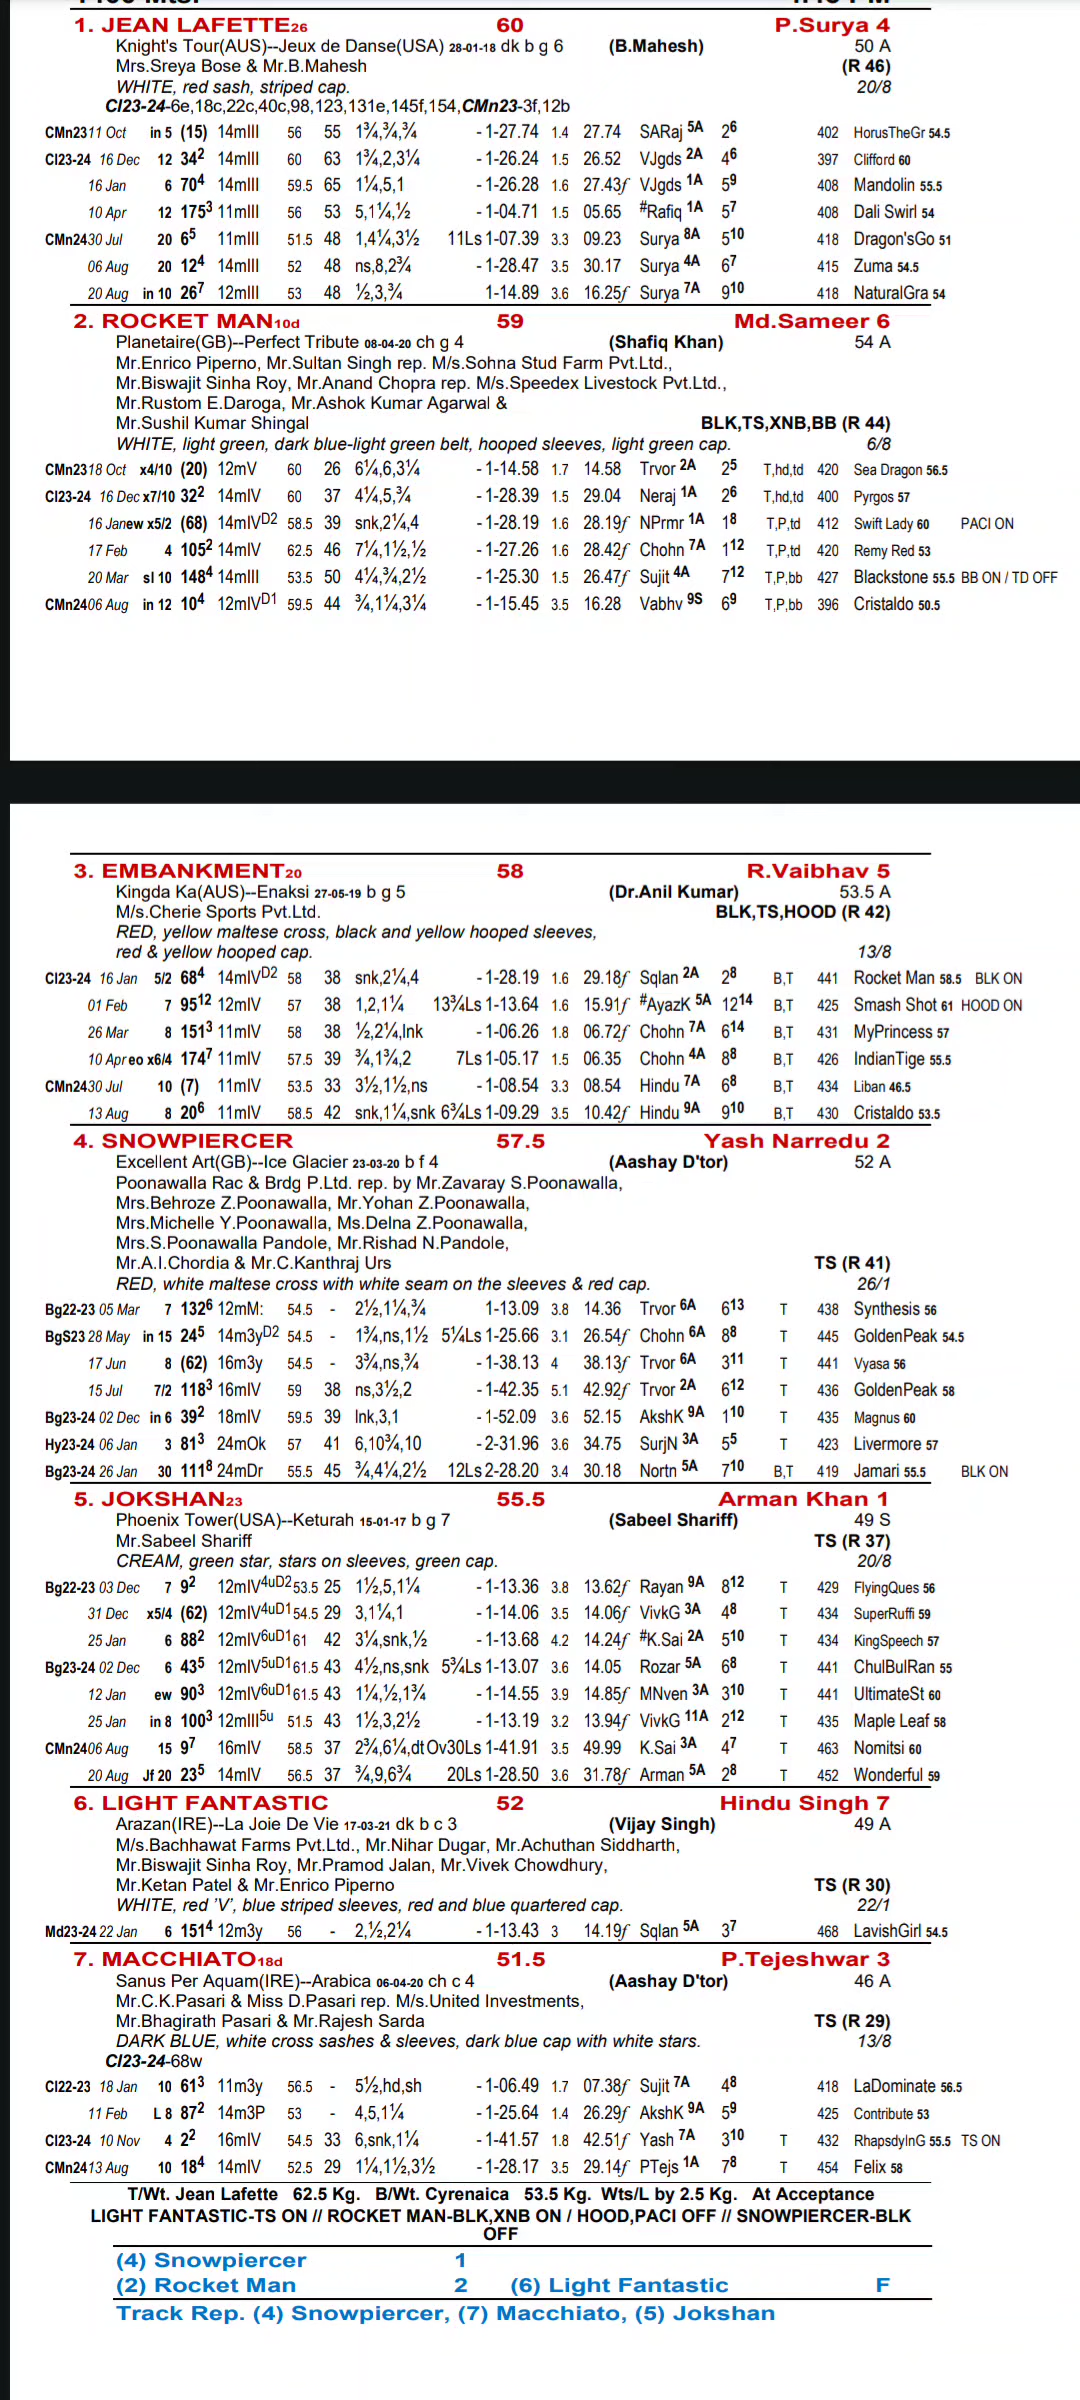 1. JEAN LAFETTE26 60 P.Surya 4
Knight's Tour(AUS)--Jeux de Danse(USA) 28-01-18 dk b g 6 (B.Mahesh) 50 A
Mrs.Sreya Bose & Mr.B.Mahesh (R 46)
WHITE, red sash, striped cap. 20/8
Cl23-24-6e,18c,22c,40c,98,123,131e,145f,154,CMn23-3f,12b
CMn2311 Oct in 5 (15) 14mIII 56 55 1¾,¾,¾ - 1-27.74 1.4 27.74 SARaj 5A 26 402 HorusTheGr 54.5
Cl23-24 16 Dec 12 342 14mIII 60 63 1¾,2,3¼ - 1-26.24 1.5 26.52 VJgds 2A 46 397 Clifford 60
16 Jan 6 704 14mIII 59.5 65 1¼,5,1 - 1-26.28 1.6 27.43f VJgds 1A 59 408 Mandolin 55.5
10 Apr 12 1753 11mIII 56 53 5,1¼,½ - 1-04.71 1.5 05.65 #Rafiq 1A 57 408 Dali Swirl 54
CMn2430 Jul 20 65 11mIII 51.5 48 1,4¼,3½ 11Ls 1-07.39 3.3 09.23 Surya 8A 510 418 Dragon'sGo 51
06 Aug 20 124 14mIII 52 48 ns,8,2¾ - 1-28.47 3.5 30.17 Surya 4A 67 415 Zuma 54.5
20 Aug in 10 267 12mIII 53 48 ½,3,¾ 1-14.89 3.6 16.25f Surya 7A 910 418 NaturalGra 54
2. ROCKET MAN10d 59 Md.Sameer 6
Planetaire(GB)--Perfect Tribute 08-04-20 ch g 4 (Shafiq Khan) 54 A
Mr.Enrico Piperno, Mr.Sultan Singh rep. M/s.Sohna Stud Farm Pvt.Ltd.,
Mr.Biswajit Sinha Roy, Mr.Anand Chopra rep. M/s.Speedex Livestock Pvt.Ltd.,
Mr.Rustom E.Daroga, Mr.Ashok Kumar Agarwal &
Mr.Sushil Kumar Shingal BLK,TS,XNB,BB (R 44)
WHITE, light green, dark blue-light green belt, hooped sleeves, light green cap. 6/8
CMn2318 Oct x4/10 (20) 12mV 60 26 6¼,6,3¼ - 1-14.58 1.7 14.58 Trvor 2A 25 T,hd,td 420 Sea Dragon 56.5
Cl23-24 16 Dec x7/10 322 14mIV 60 37 4¼,5,¾ - 1-28.39 1.5 29.04 Neraj 1A 26 T,hd,td 400 Pyrgos 57
16 Janew x5/2 (68) 14mIVD2 58.5 39 snk,2¼,4 - 1-28.19 1.6 28.19f NPrmr 1A 18 T,P,td 412 Swift Lady 60 PACI ON
17 Feb 4 1052 14mIV 62.5 46 7¼,1½,½ - 1-27.26 1.6 28.42f Chohn 7A 112 T,P,td 420 Remy Red 53
20 Mar sl 10 1484 14mIII 53.5 50 4¼,¾,2½ - 1-25.30 1.5 26.47f Sujit 4A 712 T,P,bb 427 Blackstone 55.5 BB ON / TD OFF
CMn2406 Aug in 12 104 12mIVD1 59.5 44 ¾,1¼,3¼ - 1-15.45 3.5 16.28 Vabhv 9S 69 T,P,bb 396 Cristaldo 50.5
3. EMBANKMENT20 58 R.Vaibhav 5
Kingda Ka(AUS)--Enaksi 27-05-19 b g 5 (Dr.Anil Kumar) 53.5 A
M/s.Cherie Sports Pvt.Ltd. BLK,TS,HOOD (R 42)
RED, yellow maltese cross, black and yellow hooped sleeves,
red & yellow hooped cap. 13/8
Cl23-24 16 Jan 5/2 684 14mIVD2 58 38 snk,2¼,4 - 1-28.19 1.6 29.18f Sqlan 2A 28 B,T 441 Rocket Man 58.5 BLK ON
01 Feb 7 9512 12mIV 57 38 1,2,1¼ 13¾Ls 1-13.64 1.6 15.91f #AyazK 5A 1214 B,T 425 Smash Shot 61 HOOD ON
26 Mar 8 1513 11mIV 58 38 ½,2¼,lnk - 1-06.26 1.8 06.72f Chohn 7A 614 B,T 431 MyPrincess 57
10 Apreo x6/4 1747 11mIV 57.5 39 ¾,1¾,2 7Ls 1-05.17 1.5 06.35 Chohn 4A 88 B,T 426 IndianTige 55.5
CMn2430 Jul 10 (7) 11mIV 53.5 33 3½,1½,ns - 1-08.54 3.3 08.54 Hindu 7A 68 B,T 434 Liban 46.5
13 Aug 8 206 11mIV 58.5 42 snk,1¼,snk 6¾Ls 1-09.29 3.5 10.42f Hindu 9A 910 B,T 430 Cristaldo 53.5
4. SNOWPIERCER 57.5 Yash Narredu 2
Excellent Art(GB)--Ice Glacier 23-03-20 b f 4 (Aashay D'tor) 52 A
Poonawalla Rac & Brdg P.Ltd. rep. by Mr.Zavaray S.Poonawalla,
Mrs.Behroze Z.Poonawalla, Mr.Yohan Z.Poonawalla,
Mrs.Michelle Y.Poonawalla, Ms.Delna Z.Poonawalla,
Mrs.S.Poonawalla Pandole, Mr.Rishad N.Pandole,
Mr.A.I.Chordia & Mr.C.Kanthraj Urs TS (R 41)
RED, white maltese cross with white seam on the sleeves & red cap. 26/1
Bg22-23 05 Mar 7 1326 12mM: 54.5 - 2½,1¼,¾ 1-13.09 3.8 14.36 Trvor 6A 613 T 438 Synthesis 56
BgS23 28 May in 15 245 14m3yD2 54.5 - 1¾,ns,1½ 5¼Ls 1-25.66 3.1 26.54f Chohn 6A 88 T 445 GoldenPeak 54.5
17 Jun 8 (62) 16m3y 54.5 - 3¾,ns,¾ - 1-38.13 4 38.13f Trvor 6A 311 T 441 Vyasa 56
15 Jul 7/2 1183 16mIV 59 38 ns,3½,2 - 1-42.35 5.1 42.92f Trvor 2A 612 T 436 GoldenPeak 58
Bg23-24 02 Dec in 6 392 18mIV 59.5 39 lnk,3,1 - 1-52.09 3.6 52.15 AkshK 9A 110 T 435 Magnus 60
Hy23-24 06 Jan 3 813 24mOk 57 41 6,10¾,10 - 2-31.96 3.6 34.75 SurjN 3A 55 T 423 Livermore 57
Bg23-24 26 Jan 30 1118 24mDr 55.5 45 ¾,4¼,2½ 12Ls 2-28.20 3.4 30.18 Nortn 5A 710 B,T 419 Jamari 55.5 BLK ON
5. JOKSHAN23 55.5 Arman Khan 1
Phoenix Tower(USA)--Keturah 15-01-17 b g 7 (Sabeel Shariff) 49 S
Mr.Sabeel Shariff TS (R 37)
CREAM, green star, stars on sleeves, green cap. 20/8
Bg22-23 03 Dec 7 92 12mIV4uD2 53.5 25 1½,5,1¼ - 1-13.36 3.8 13.62f Rayan 9A 812 T 429 FlyingQues 56
31 Dec x5/4 (62) 12mIV4uD1 54.5 29 3,1¼,1 - 1-14.06 3.5 14.06f VivkG 3A 48 T 434 SuperRuffi 59
25 Jan 6 882 12mIV6uD1 61 42 3¼,snk,½ - 1-13.68 4.2 14.24f #K.Sai 2A 510 T 434 KingSpeech 57
Bg23-24 02 Dec 6 435 12mIV5uD1 61.5 43 4½,ns,snk 5¾Ls 1-13.07 3.6 14.05 Rozar 5A 68 T 441 ChulBulRan 55
12 Jan ew 903 12mIV6uD1 61.5 43 1¼,½,1¾ - 1-14.55 3.9 14.85f MNven 3A 310 T 441 UltimateSt 60
25 Jan in 8 1003 12mIII5u 51.5 43 1½,3,2½ - 1-13.19 3.2 13.94f VivkG 11A 212 T 435 Maple Leaf 58
CMn2406 Aug 15 97 16mIV 58.5 37 2¾,6¼,dt Ov30Ls 1-41.91 3.5 49.99 K.Sai 3A 47 T 463 Nomitsi 60
20 Aug Jf 20 235 14mIV 56.5 37 ¾,9,6¾ 20Ls 1-28.50 3.6 31.78f Arman 5A 28 T 452 Wonderful 59
6. LIGHT FANTASTIC 52 Hindu Singh 7
Arazan(IRE)--La Joie De Vie 17-03-21 dk b c 3 (Vijay Singh) 49 A
M/s.Bachhawat Farms Pvt.Ltd., Mr.Nihar Dugar, Mr.Achuthan Siddharth,
Mr.Biswajit Sinha Roy, Mr.Pramod Jalan, Mr.Vivek Chowdhury,
Mr.Ketan Patel & Mr.Enrico Piperno TS (R 30)
WHITE, red 'V', blue striped sleeves, red and blue quartered cap. 22/1
Md23-24 22 Jan 6 1514 12m3y 56 - 2,½,2¼ - 1-13.43 3 14.19f Sqlan 5A 37 468 LavishGirl 54.5
7. MACCHIATO18d 51.5 P.Tejeshwar 3
Sanus Per Aquam(IRE)--Arabica 06-04-20 ch c 4 (Aashay D'tor) 46 A
Mr.C.K.Pasari & Miss D.Pasari rep. M/s.United Investments,
Mr.Bhagirath Pasari & Mr.Rajesh Sarda TS (R 29)
DARK BLUE, white cross sashes & sleeves, dark blue cap with white stars. 13/8
Cl23-24-68w
Cl22-23 18 Jan 10 613 11m3y 56.5 - 5½,hd,sh - 1-06.49 1.7 07.38f Sujit 7A 48 418 LaDominate 56.5
11 Feb L 8 872 14m3P 53 - 4,5,1¼ - 1-25.64 1.4 26.29f AkshK 9A 59 425 Contribute 53
Cl23-24 10 Nov 4 22 16mIV 54.5 33 6,snk,1¼ - 1-41.57 1.8 42.51f Yash 7A 310 T 432 RhapsdyInG 55.5 TS ON
CMn2413 Aug 10 184 14mIV 52.5 29 1¼,1½,3½ - 1-28.17 3.5 29.14f PTejs 1A 78 T 454 Felix 58
T/Wt. Jean Lafette 62.5 Kg. B/Wt. Cyrenaica 53.5 Kg. Wts/L by 2.5 Kg. At Acceptance
LIGHT FANTASTIC-TS ON // ROCKET MAN-BLK,XNB ON / HOOD,PACI OFF // SNOWPIERCER-BLK
OFF
(4) Snowpiercer 1
(2) Rocket Man 2 (6) Light Fantastic F
Track Rep. (4) Snowpiercer, (7) Macchiato, (5) Jokshan